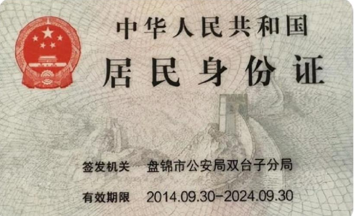 中华人民共和国
居民身份证
签发机关 盘锦市公安局双台子分局
有效期限 2014.09.30-2024.09.30